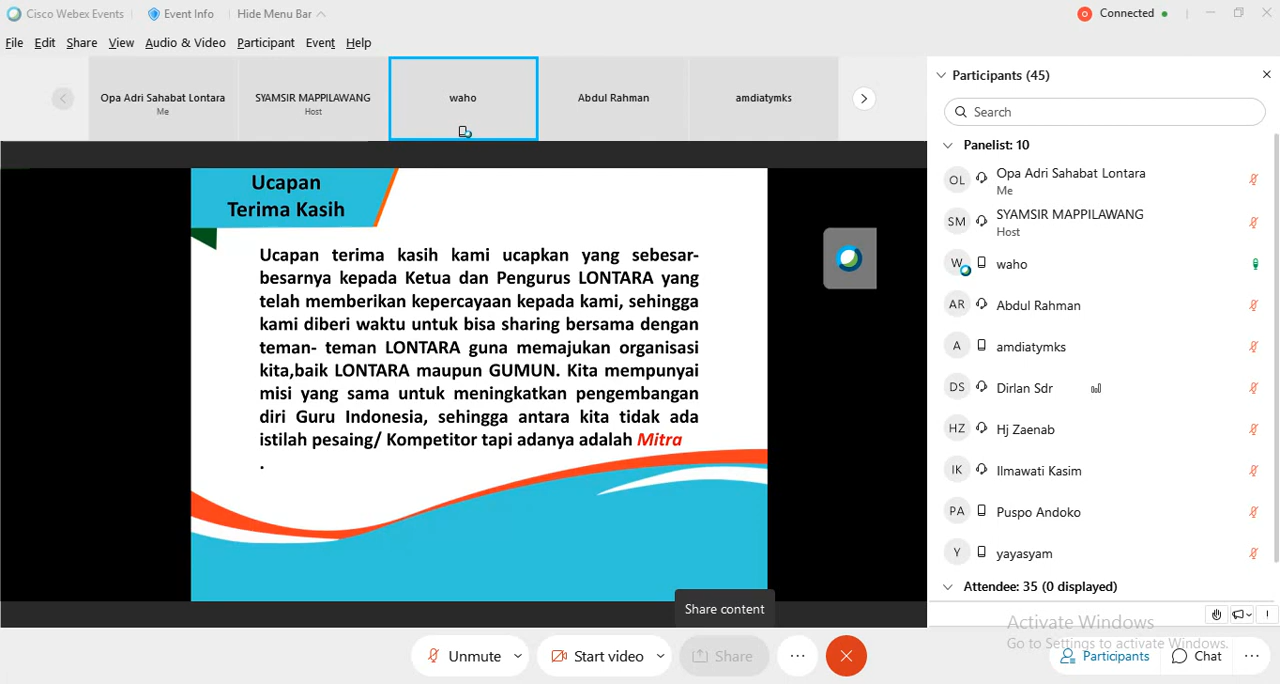 Cisco Webex Events
Event Info
Hide Menu Bar
Connected
File Edit Share View Audio & Video Participant Event Help
Opa Adri Sahabat Lontara
Me
SYAMSIR MAPPILAWANG
Host
waho
Abdul Rahman
amdiatymks
Ucapan
Terima Kasih
Ucapan terima kasih kami ucapkan yang sebesar-
besarnya kepada Ketua dan Pengurus LONTARA yang
telah memberikan kepercayaan kepada kami, sehingga
kami diberi waktu untuk bisa sharing bersama dengan
teman- teman LONTARA guna memajukan organisasi
kita,baik LONTARA maupun GUMUN. Kita mempunyai
misi yang sama untuk meningkatkan pengembangan
diri Guru Indonesia, sehingga antara kita tidak ada
istilah pesaing/ Kompetitor tapi adanya adalah Mitra
.
Share content
Unmute
Start video
Share
Participants (45)
Search
Panelist: 10
OL Opa Adri Sahabat Lontara
Me
SM SYAMSIR MAPPILAWANG
Host
W waho
AR Abdul Rahman
A amdiatymks
DS Dirlan Sdr
HZ Hj Zaenab
IK Ilmawati Kasim
PA Puspo Andoko
Y yayasyam
Attendee: 35 (0 displayed)
Activate Windows
Go to Settings to activate Windows.
Participants
Chat